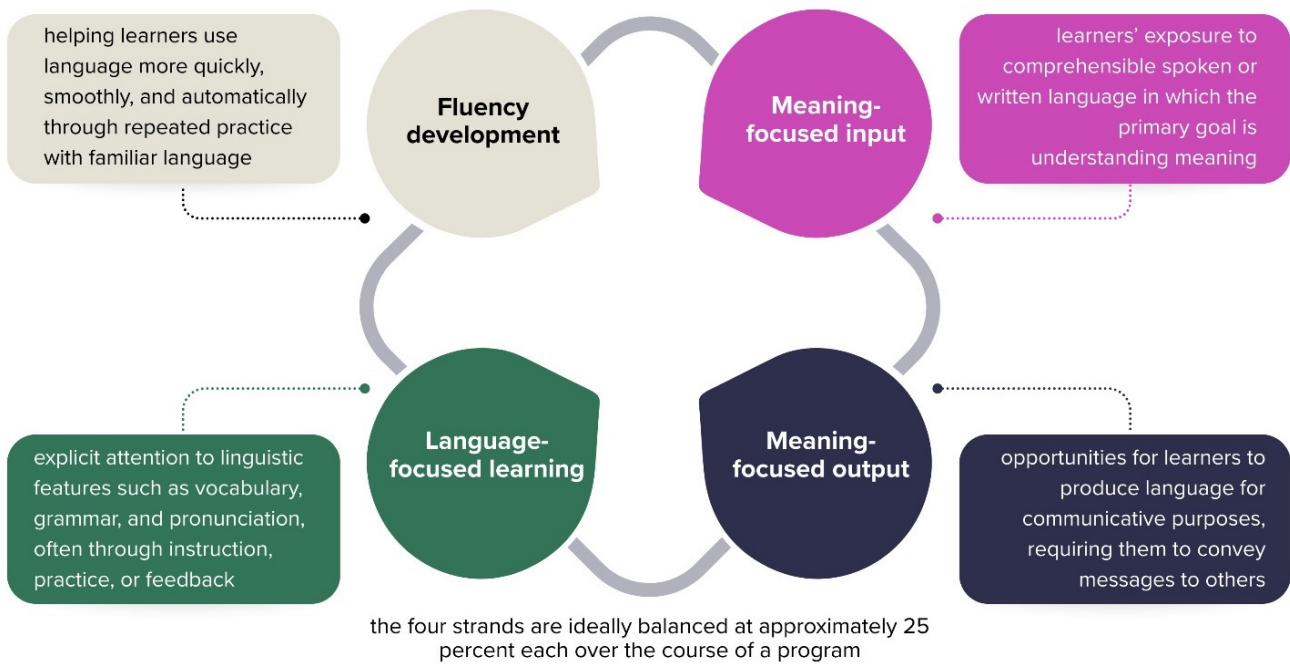 helping learners use
language more quickly,
smoothly, and automatically
through repeated practice
with familiar language
Fluency
development
Meaning-
focused input
learners’ exposure to
comprehensible spoken or
written language in which the
primary goal is
understanding meaning
explicit attention to linguistic
features such as vocabulary,
grammar, and pronunciation,
often through instruction,
practice, or feedback
Language-
focused learning
Meaning-
focused output
opportunities for learners to
produce language for
communicative purposes,
requiring them to convey
messages to others
the four strands are ideally balanced at approximately 25
percent each over the course of a program